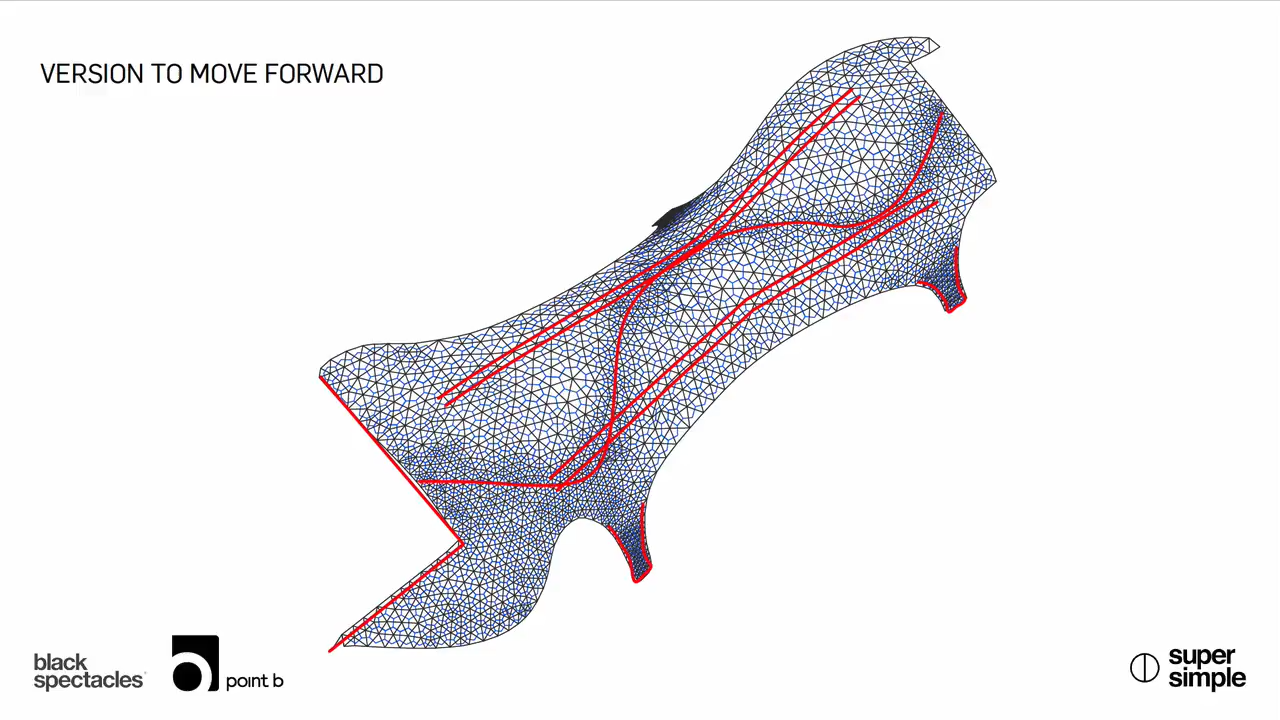 VERSION TO MOVE FORWARD
black
spectacles
point b
super
simple